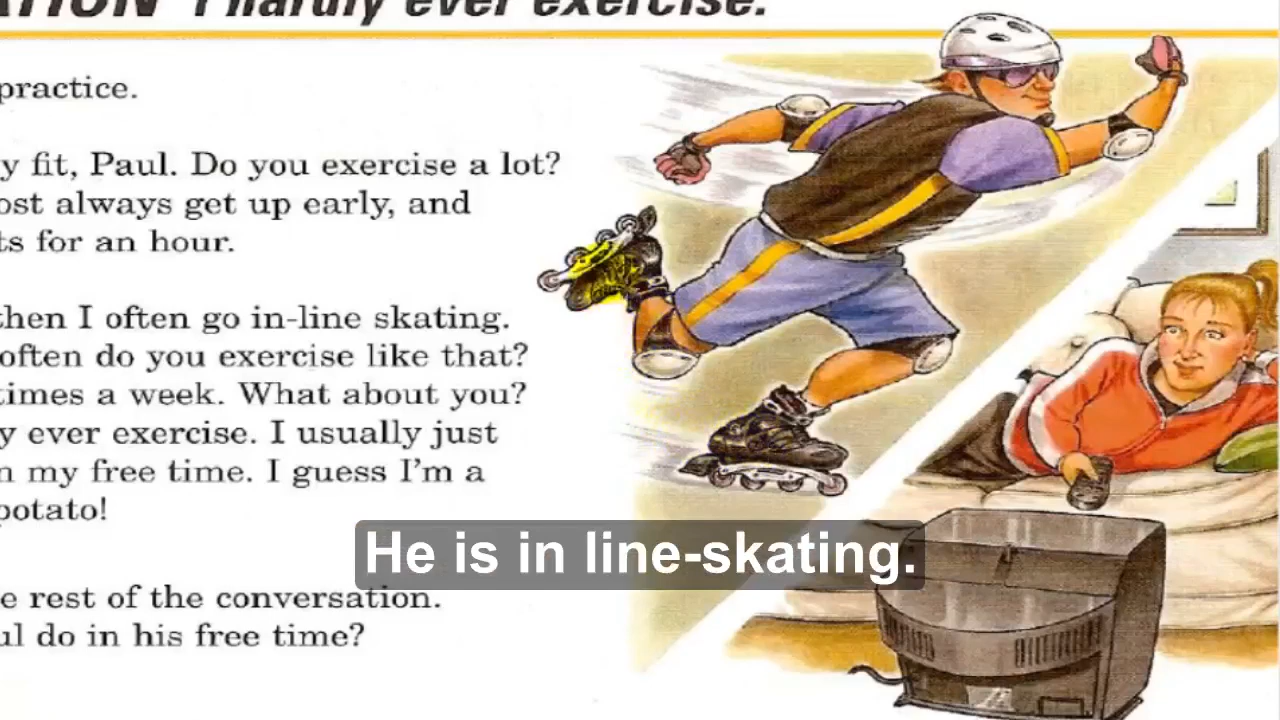 I hardly ever exercise.
practice.
y fit, Paul. Do you exercise a lot?
ost always get up early, and
ts for an hour.
then I often go in-line skating.
often do you exercise like that?
times a week. What about you?
y ever exercise. I usually just
n my free time. I guess I'm a
potato!
He is in line-skating.
e rest of the conversation.
ul do in his free time?